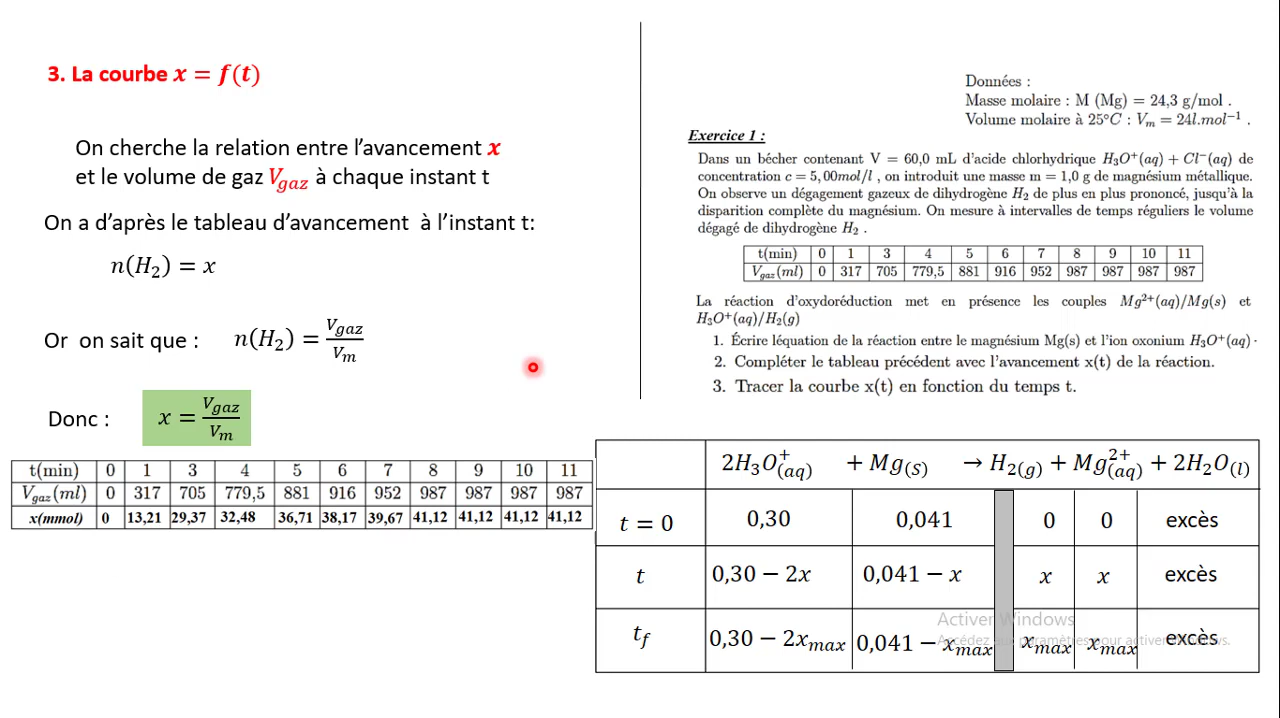 3. La courbe x = f(t)
On cherche la relation entre l'avancement x
et le volume de gaz V_gaz à chaque instant t
On a d'après le tableau d'avancement à l'instant t:
n(H₂) = x
Or on sait que : n(H₂) = V_gaz / V_m
Donc : x = V_gaz / V_m
t(min) 0 1 3 4 5 6 7 8 9 10 11
V_gaz(ml) 0 317 705 779,5 881 916 952 987 987 987 987
x(mmol) 0 13,21 29,37 32,48 36,71 38,17 39,67 41,12 41,12 41,12 41,12
Données :
Masse molaire : M (Mg) = 24,3 g/mol .
Volume molaire à 25°C : V_m = 24l.mol⁻¹ .
Exercice 1 :
Dans un bécher contenant V = 60,0 mL d'acide chlorhydrique H₃O⁺(aq) + Cl⁻(aq) de
concentration c = 5,00mol/l , on introduit une masse m = 1,0 g de magnésium métallique.
On observe un dégagement gazeux de dihydrogène H₂ de plus en plus prononcé, jusqu'à la
disparition complète du magnésium. On mesure à intervalles de temps réguliers le volume
dégagé de dihydrogène H₂ .
t(min) 0 1 3 4 5 6 7 8 9 10 11
V_gaz(ml) 0 317 705 779,5 881 916 952 987 987 987 987
La réaction d'oxydoréduction met en présence les couples Mg²⁺(aq)/Mg(s) et
H₃O⁺(aq)/H₂(g)
1. Écrire léquation de la réaction entre le magnésium Mg(s) et l'ion oxonium H₃O⁺(aq) ·
2. Compléter le tableau précédent avec l'avancement x(t) de la réaction.
3. Tracer la courbe x(t) en fonction du temps t.
2H₃O⁺(aq) + Mg(s) → H₂(g) + Mg²⁺(aq) + 2H₂O(l)
t = 0 0,30 0,041 0 0 excès
t 0,30 − 2x 0,041 − x x x excès
t_f 0,30 − 2x_max 0,041 − x_max x_max x_max excès
Activer Windows
Accédez aux paramètres pour activer Windows.